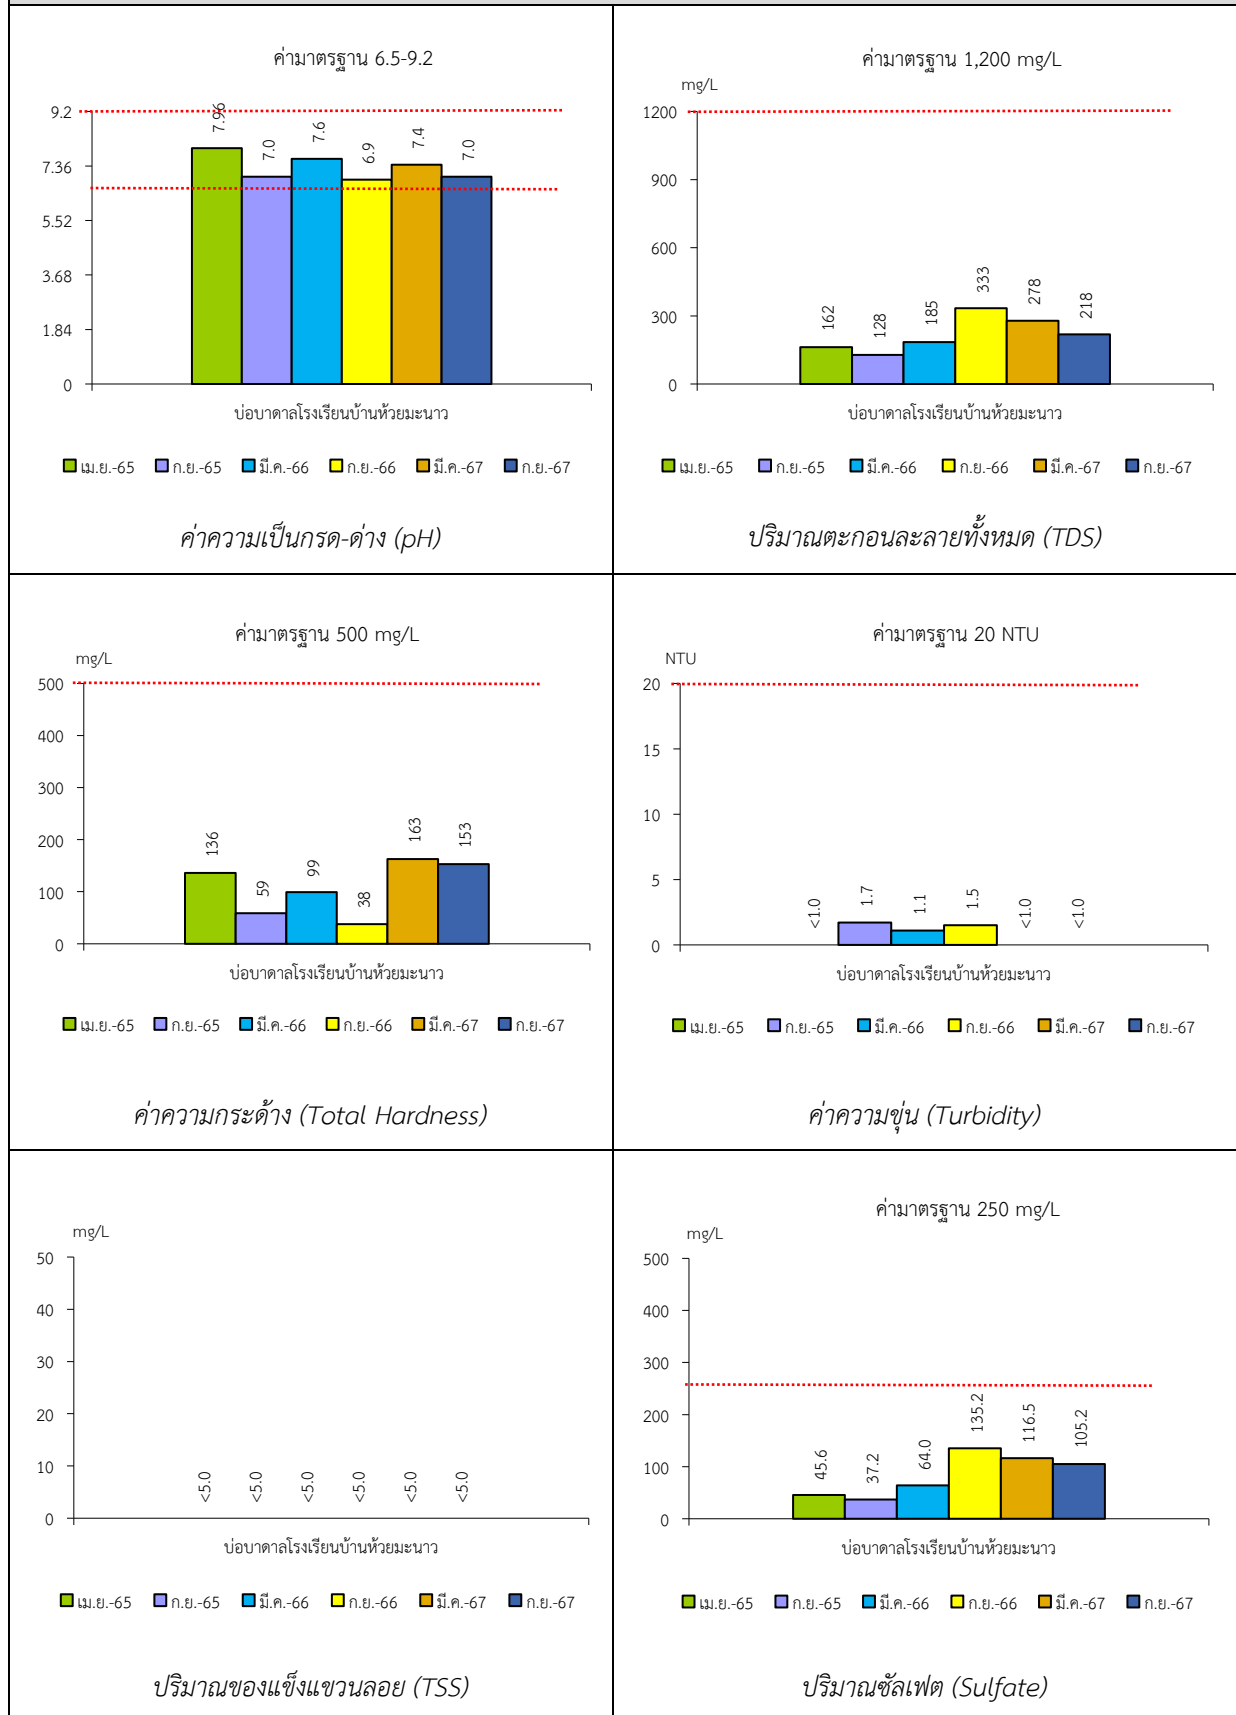 ค่ามาตรฐาน 6.5-9.2
9.2
7.36
5.52
3.68
1.84
0
7.96
7.0
7.6
6.9
7.4
7.0
บ่อบาดาลโรงเรียนบ้านห้วยมะนาว
เม.ย.-65 ก.ย.-65 มี.ค.-66 ก.ย.-66 มี.ค.-67 ก.ย.-67
ค่าความเป็นกรด-ด่าง (pH)
ค่ามาตรฐาน 1,200 mg/L
mg/L
1200
900
600
300
0
162
128
185
333
278
218
บ่อบาดาลโรงเรียนบ้านห้วยมะนาว
เม.ย.-65 ก.ย.-65 มี.ค.-66 ก.ย.-66 มี.ค.-67 ก.ย.-67
ปริมาณตะกอนละลายทั้งหมด (TDS)
ค่ามาตรฐาน 500 mg/L
mg/L
500
400
300
200
100
0
136
59
99
38
163
153
บ่อบาดาลโรงเรียนบ้านห้วยมะนาว
เม.ย.-65 ก.ย.-65 มี.ค.-66 ก.ย.-66 มี.ค.-67 ก.ย.-67
ค่าความกระด้าง (Total Hardness)
ค่ามาตรฐาน 20 NTU
NTU
20
15
10
5
0
<1.0
1.7
1.1
1.5
<1.0
<1.0
บ่อบาดาลโรงเรียนบ้านห้วยมะนาว
เม.ย.-65 ก.ย.-65 มี.ค.-66 ก.ย.-66 มี.ค.-67 ก.ย.-67
ค่าความขุ่น (Turbidity)
mg/L
50
40
30
20
10
0
<5.0
<5.0
<5.0
<5.0
<5.0
<5.0
บ่อบาดาลโรงเรียนบ้านห้วยมะนาว
เม.ย.-65 ก.ย.-65 มี.ค.-66 ก.ย.-66 มี.ค.-67 ก.ย.-67
ปริมาณของแข็งแขวนลอย (TSS)
ค่ามาตรฐาน 250 mg/L
mg/L
500
400
300
200
100
0
45.6
37.2
64.0
135.2
116.5
105.2
บ่อบาดาลโรงเรียนบ้านห้วยมะนาว
เม.ย.-65 ก.ย.-65 มี.ค.-66 ก.ย.-66 มี.ค.-67 ก.ย.-67
ปริมาณซัลเฟต (Sulfate)